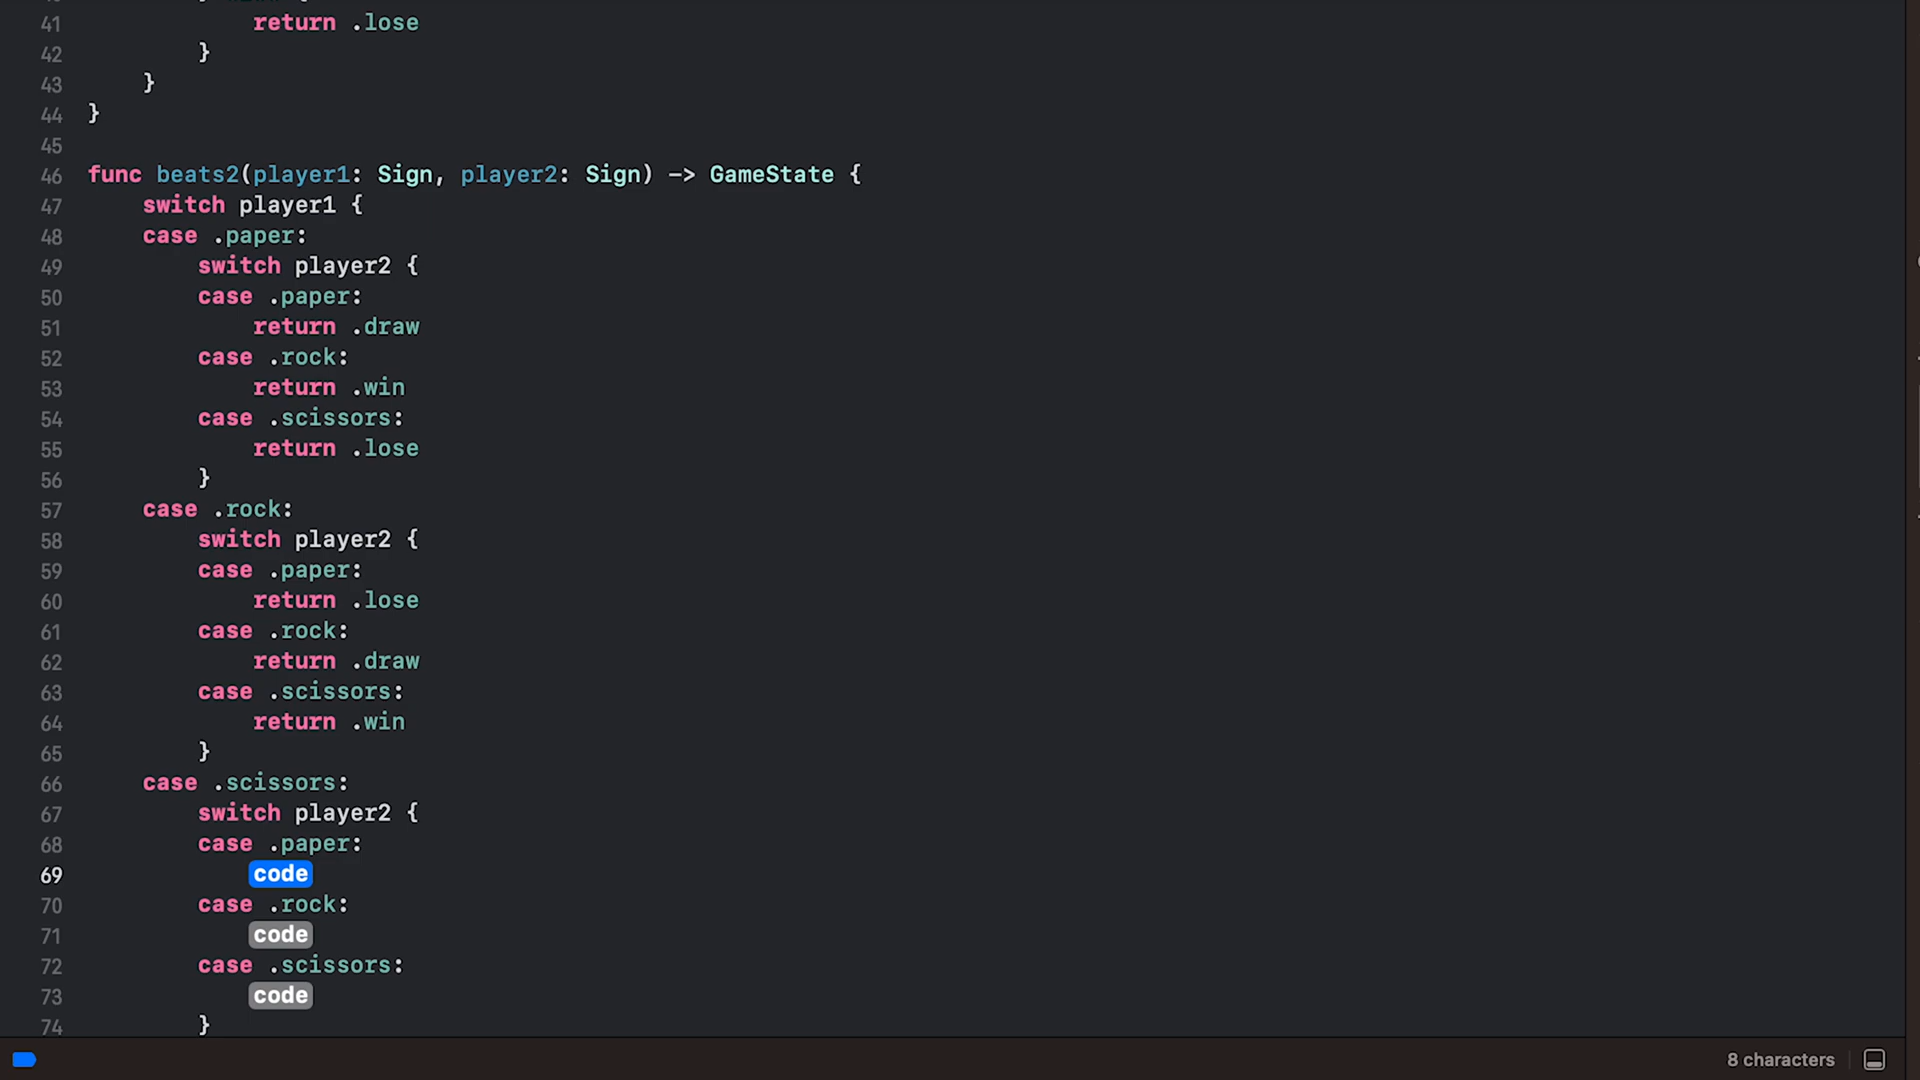 41 return .lose
42 }
43 }
44 }
45
46 func beats2(player1: Sign, player2: Sign) -> GameState {
47 switch player1 {
48 case .paper:
49 switch player2 {
50 case .paper:
51 return .draw
52 case .rock:
53 return .win
54 case .scissors:
55 return .lose
56 }
57 case .rock:
58 switch player2 {
59 case .paper:
60 return .lose
61 case .rock:
62 return .draw
63 case .scissors:
64 return .win
65 }
66 case .scissors:
67 switch player2 {
68 case .paper:
69 code
70 case .rock:
71 code
72 case .scissors:
73 code
74 }
8 characters